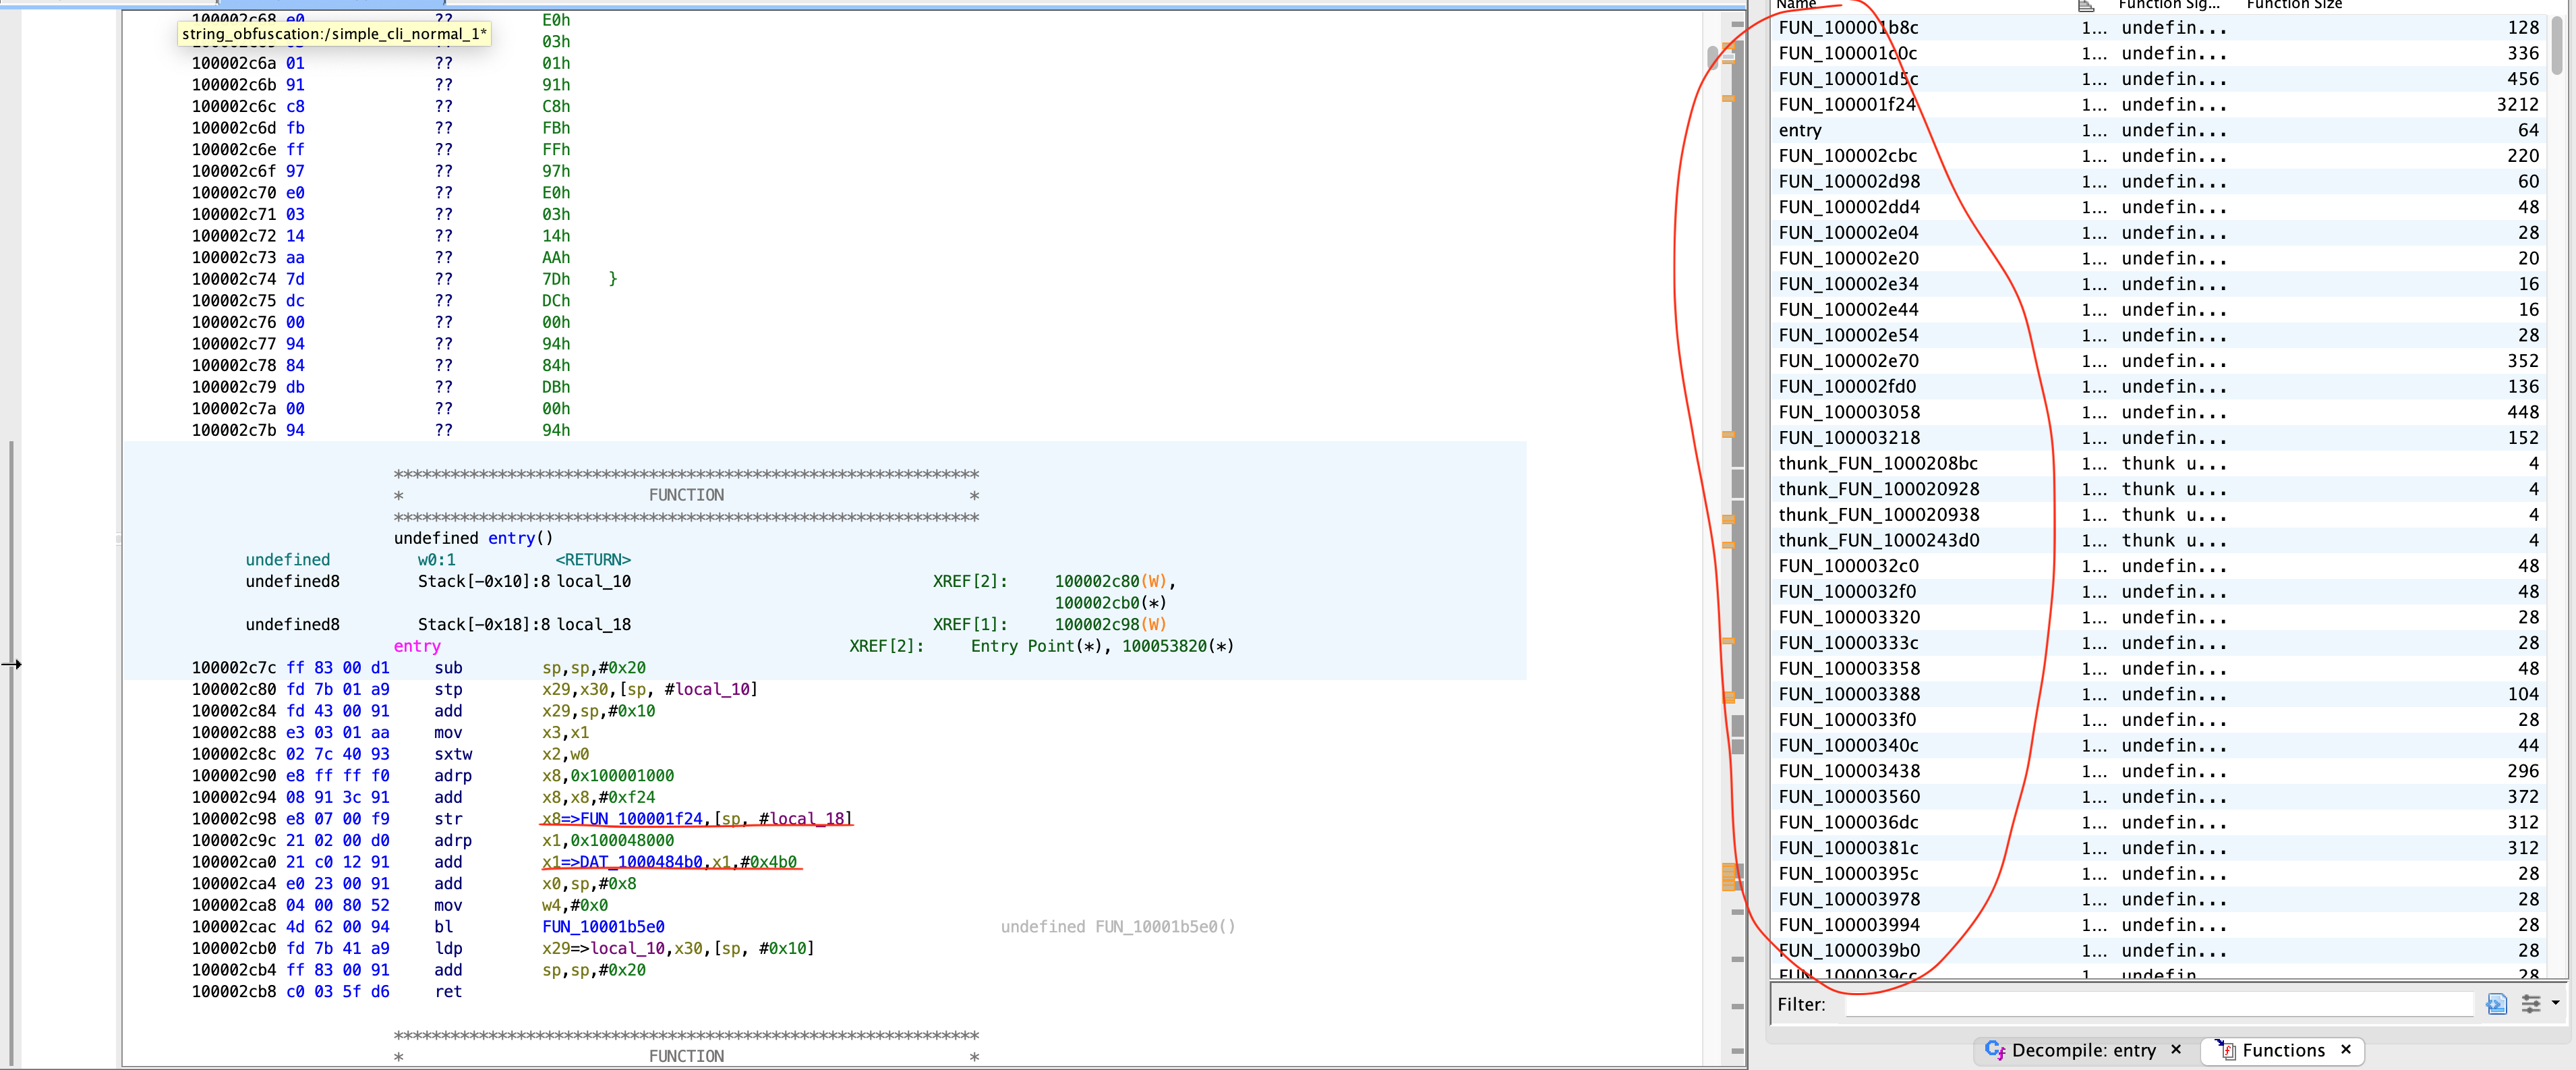 100002c68 e0 ?? E0h
string_obfuscation:/simple_cli_normal_1*
03h
100002c6a 01 ?? 01h
100002c6b 91 ?? 91h
100002c6c c8 ?? C8h
100002c6d fb ?? FBh
100002c6e ff ?? FFh
100002c6f 97 ?? 97h
100002c70 e0 ?? E0h
100002c71 03 ?? 03h
100002c72 14 ?? 14h
100002c73 aa ?? AAh
100002c74 7d ?? 7Dh }
100002c75 dc ?? DCh
100002c76 00 ?? 00h
100002c77 94 ?? 94h
100002c78 84 ?? 84h
100002c79 db ?? DBh
100002c7a 00 ?? 00h
100002c7b 94 ?? 94h
**************************************************************
* FUNCTION *
**************************************************************
undefined entry()
undefined w0:1 <RETURN>
undefined8 Stack[-0x10]:8 local_10 XREF[2]: 100002c80(W),
100002cb0(*)
undefined8 Stack[-0x18]:8 local_18 XREF[1]: 100002c98(W)
entry XREF[2]: Entry Point(*), 100053820(*)
100002c7c ff 83 00 d1 sub sp,sp,#0x20
100002c80 fd 7b 01 a9 stp x29,x30,[sp, #local_10]
100002c84 fd 43 00 91 add x29,sp,#0x10
100002c88 e3 03 01 aa mov x3,x1
100002c8c 02 7c 40 93 sxtw x2,w0
100002c90 e8 ff ff f0 adrp x8,0x100001000
100002c94 08 91 3c 91 add x8,x8,#0xf24
100002c98 e8 07 00 f9 str x8=>FUN_100001f24,[sp, #local_18]
100002c9c 21 02 00 d0 adrp x1,0x100048000
100002ca0 21 c0 12 91 add x1=>DAT_1000484b0,x1,#0x4b0
100002ca4 e0 23 00 91 add x0,sp,#0x8
100002ca8 04 00 80 52 mov w4,#0x0
100002cac 4d 62 00 94 bl FUN_10001b5e0 undefined FUN_10001b5e0()
100002cb0 fd 7b 41 a9 ldp x29=>local_10,x30,[sp, #0x10]
100002cb4 ff 83 00 91 add sp,sp,#0x20
100002cb8 c0 03 5f d6 ret
**************************************************************
* FUNCTION *
Name Function Sig... Function Size
FUN_100001b8c 1... undefin... 128
FUN_100001c0c 1... undefin... 336
FUN_100001d5c 1... undefin... 456
FUN_100001f24 1... undefin... 3212
entry 1... undefin... 64
FUN_100002cbc 1... undefin... 220
FUN_100002d98 1... undefin... 60
FUN_100002dd4 1... undefin... 48
FUN_100002e04 1... undefin... 28
FUN_100002e20 1... undefin... 20
FUN_100002e34 1... undefin... 16
FUN_100002e44 1... undefin... 16
FUN_100002e54 1... undefin... 28
FUN_100002e70 1... undefin... 352
FUN_100002fd0 1... undefin... 136
FUN_100003058 1... undefin... 448
FUN_100003218 1... undefin... 152
thunk_FUN_1000208bc 1... thunk u... 4
thunk_FUN_100020928 1... thunk u... 4
thunk_FUN_100020938 1... thunk u... 4
thunk_FUN_1000243d0 1... thunk u... 4
FUN_1000032c0 1... undefin... 48
FUN_1000032f0 1... undefin... 48
FUN_100003320 1... undefin... 28
FUN_10000333c 1... undefin... 28
FUN_100003358 1... undefin... 48
FUN_100003388 1... undefin... 104
FUN_1000033f0 1... undefin... 28
FUN_10000340c 1... undefin... 44
FUN_100003438 1... undefin... 296
FUN_100003560 1... undefin... 372
FUN_1000036dc 1... undefin... 312
FUN_10000381c 1... undefin... 312
FUN_10000395c 1... undefin... 28
FUN_100003978 1... undefin... 28
FUN_100003994 1... undefin... 28
FUN_1000039b0 1... undefin... 28
FUN_1000039cc 1 undefin 28
Filter:
Decompile: entry × Functions ×